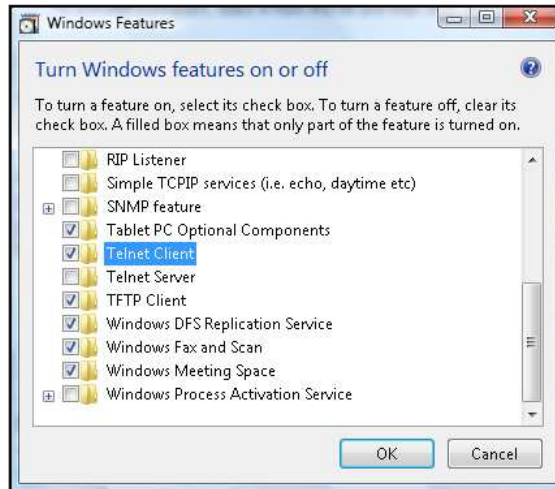 Windows Features
Turn Windows features on or off
To turn a feature on, select its check box. To turn a feature off, clear its
check box. A filled box means that only part of the feature is turned on.
RIP Listener
Simple TCPIP services (i.e. echo, daytime etc)
SNMP feature
Tablet PC Optional Components
Telnet Client
Telnet Server
TFTP Client
Windows DFS Replication Service
Windows Fax and Scan
Windows Meeting Space
Windows Process Activation Service
OK Cancel